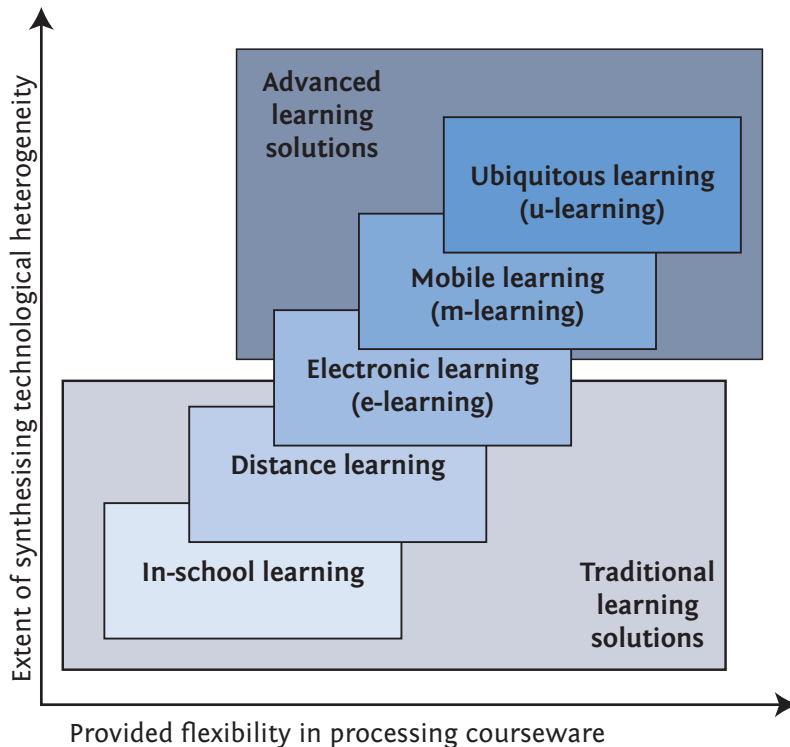 Extent of synthesising technological heterogeneity
Advanced
learning
solutions
Ubiquitous learning
(u-learning)
Mobile learning
(m-learning)
Electronic learning
(e-learning)
Distance learning
In-school learning
Traditional
learning
solutions
Provided flexibility in processing courseware